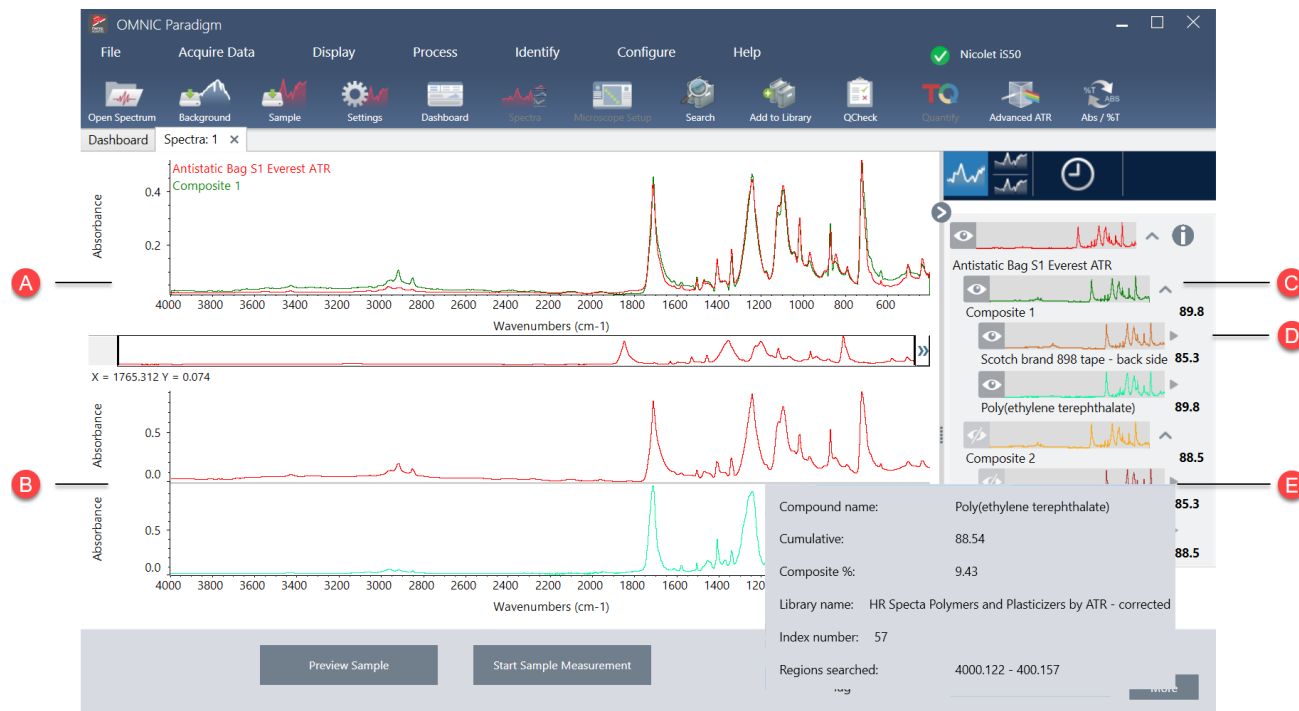 OMNIC Paradigm
File Acquire Data Display Process Identify Configure Help Nicolet iS50
Open Spectrum Background Sample Settings Dashboard Spectra Microscope Setup Search Add to Library QCheck Quantify Advanced ATR Abs / %T
TQ
%T ABS
Dashboard Spectra: 1
Antistatic Bag S1 Everest ATR
Composite 1
Absorbance
0.4
0.2
4000 3800 3600 3400 3200 3000 2800 2600 2400 2200 2000 1800 1600 1400 1200 1000 800 600
Wavenumbers (cm-1)
X = 1765.312 Y = 0.074
Absorbance
0.5
0.0
Absorbance
0.5
0.0
4000 3800 3600 3400 3200 3000 2800 2600 2400 2200 2000 1800 1600 1400 1200
Wavenumbers (cm-1)
Antistatic Bag S1 Everest ATR
Composite 1 89.8
Scotch brand 898 tape - back side 85.3
Poly(ethylene terephthalate) 89.8
Composite 2 88.5
85.3
88.5
Compound name: Poly(ethylene terephthalate)
Cumulative: 88.54
Composite %: 9.43
Library name: HR Specta Polymers and Plasticizers by ATR - corrected
Index number: 57
Regions searched: 4000.122 - 400.157
Preview Sample Start Sample Measurement
More
A
B
C
D
E